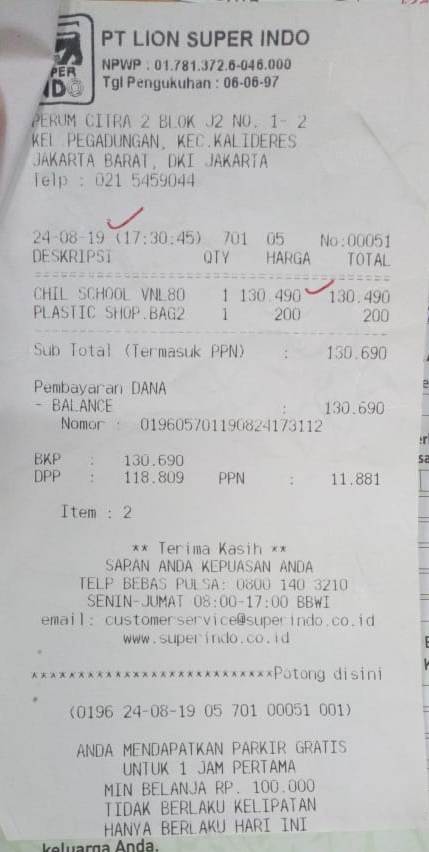 PER
NDO
PT LION SUPER INDO
NPWP : 01.781.372.6-046.000
Tgl Pengukuhan : 06-06-97
PERUM CITRA 2 BLOK J2 NO. 1- 2
KEL.PEGADUNGAN, KEC.KALIDERES
JAKARTA BARAT, DKI JAKARTA
Telp : 021 5459044
24-08-19 (17:30:45) 701 05 No:00051
DESKRIPSI QTY HARGA TOTAL
CHIL SCHOOL VNL80 1 130.490 130.490
PLASTIC SHOP.BAG2 1 200 200
Sub Total (Termasuk PPN) : 130.690
Pembayaran DANA
- BALANCE : 130.690
Nomor : 019605701190824173112
BKP : 130.690
DPP : 118.809 PPN : 11.881
Item : 2
** Terima Kasih **
SARAN ANDA KEPUASAN ANDA
TELP BEBAS PULSA: 0800 140 3210
SENIN-JUMAT 08:00-17:00 BBWI
email: customerservice@superindo.co.id
www.superindo.co.id
***************************Potong disini
(0196 24-08-19 05 701 00051 001)
ANDA MENDAPATKAN PARKIR GRATIS
UNTUK 1 JAM PERTAMA
MIN BELANJA RP. 100.000
TIDAK BERLAKU KELIPATAN
HANYA BERLAKU HARI INI
keluarga Anda.